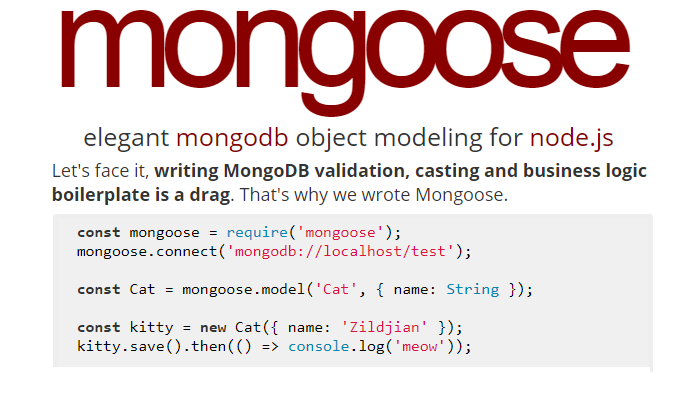 mongoose
elegant mongodb object modeling for node.js
Let's face it, writing MongoDB validation, casting and business logic
boilerplate is a drag. That's why we wrote Mongoose.
const mongoose = require('mongoose');
mongoose.connect('mongodb://localhost/test');
const Cat = mongoose.model('Cat', { name: String });
const kitty = new Cat({ name: 'Zildjian' });
kitty.save().then(() => console.log('meow'));